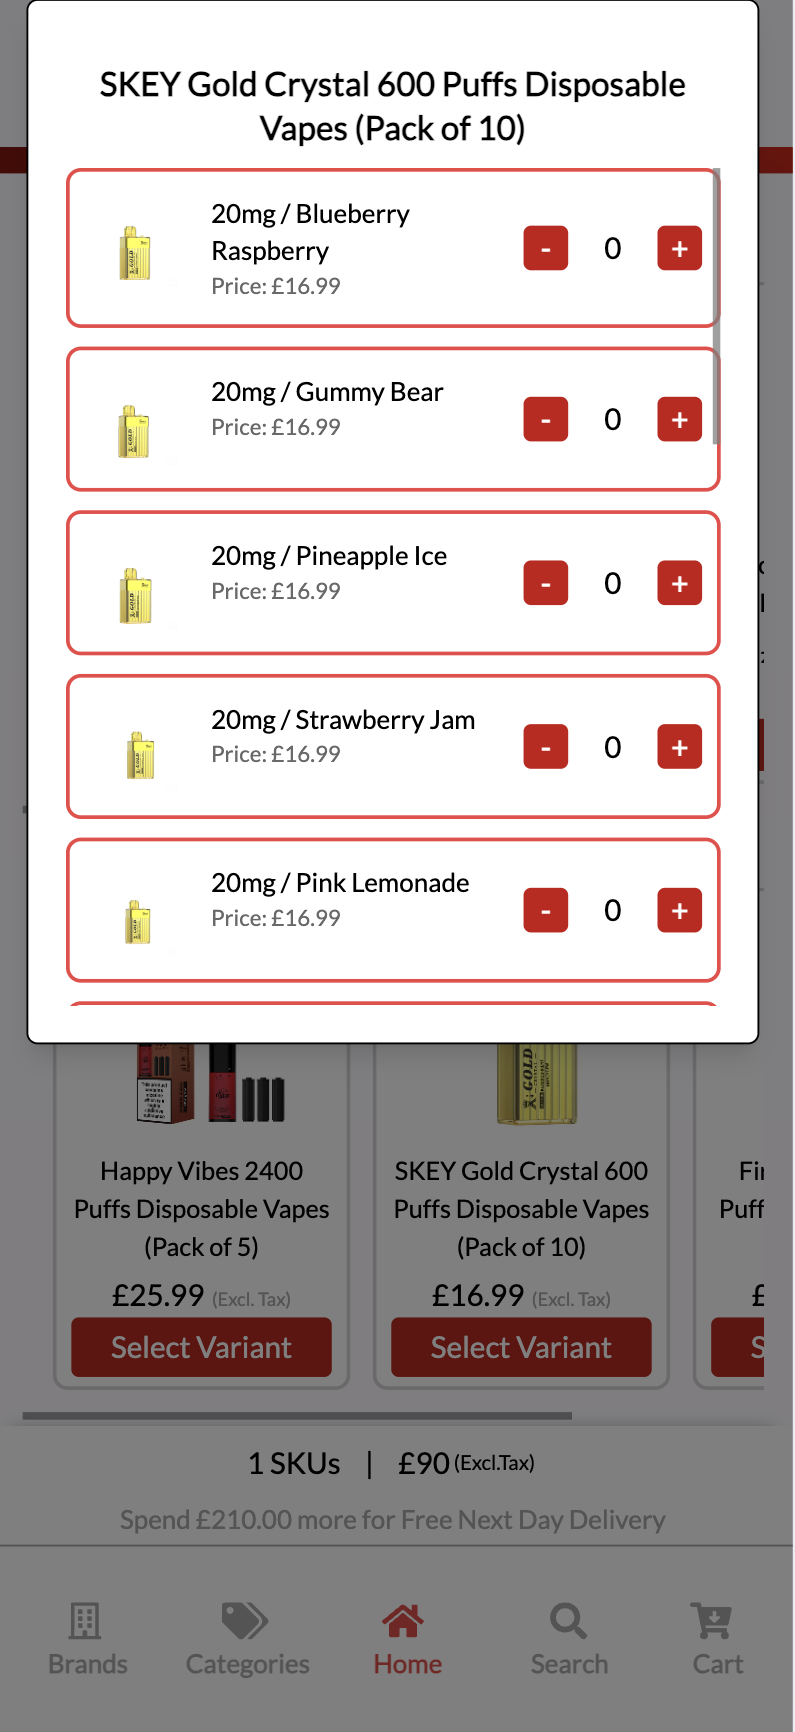 SKEY Gold Crystal 600 Puffs Disposable
Vapes (Pack of 10)
20mg / Blueberry
Raspberry
Price: £16.99
- 0 +
20mg / Gummy Bear
Price: £16.99
- 0 +
20mg / Pineapple Ice
Price: £16.99
- 0 +
20mg / Strawberry Jam
Price: £16.99
- 0 +
20mg / Pink Lemonade
Price: £16.99
- 0 +
GOLD
Happy Vibes 2400
Puffs Disposable Vapes
(Pack of 5)
£25.99 (Excl. Tax)
Select Variant
SKEY Gold Crystal 600
Puffs Disposable Vapes
(Pack of 10)
£16.99 (Excl. Tax)
Select Variant
Puff
£
S
1 SKUs | £90 (Excl.Tax)
Spend £210.00 more for Free Next Day Delivery
Brands
Categories
Home
Search
Cart